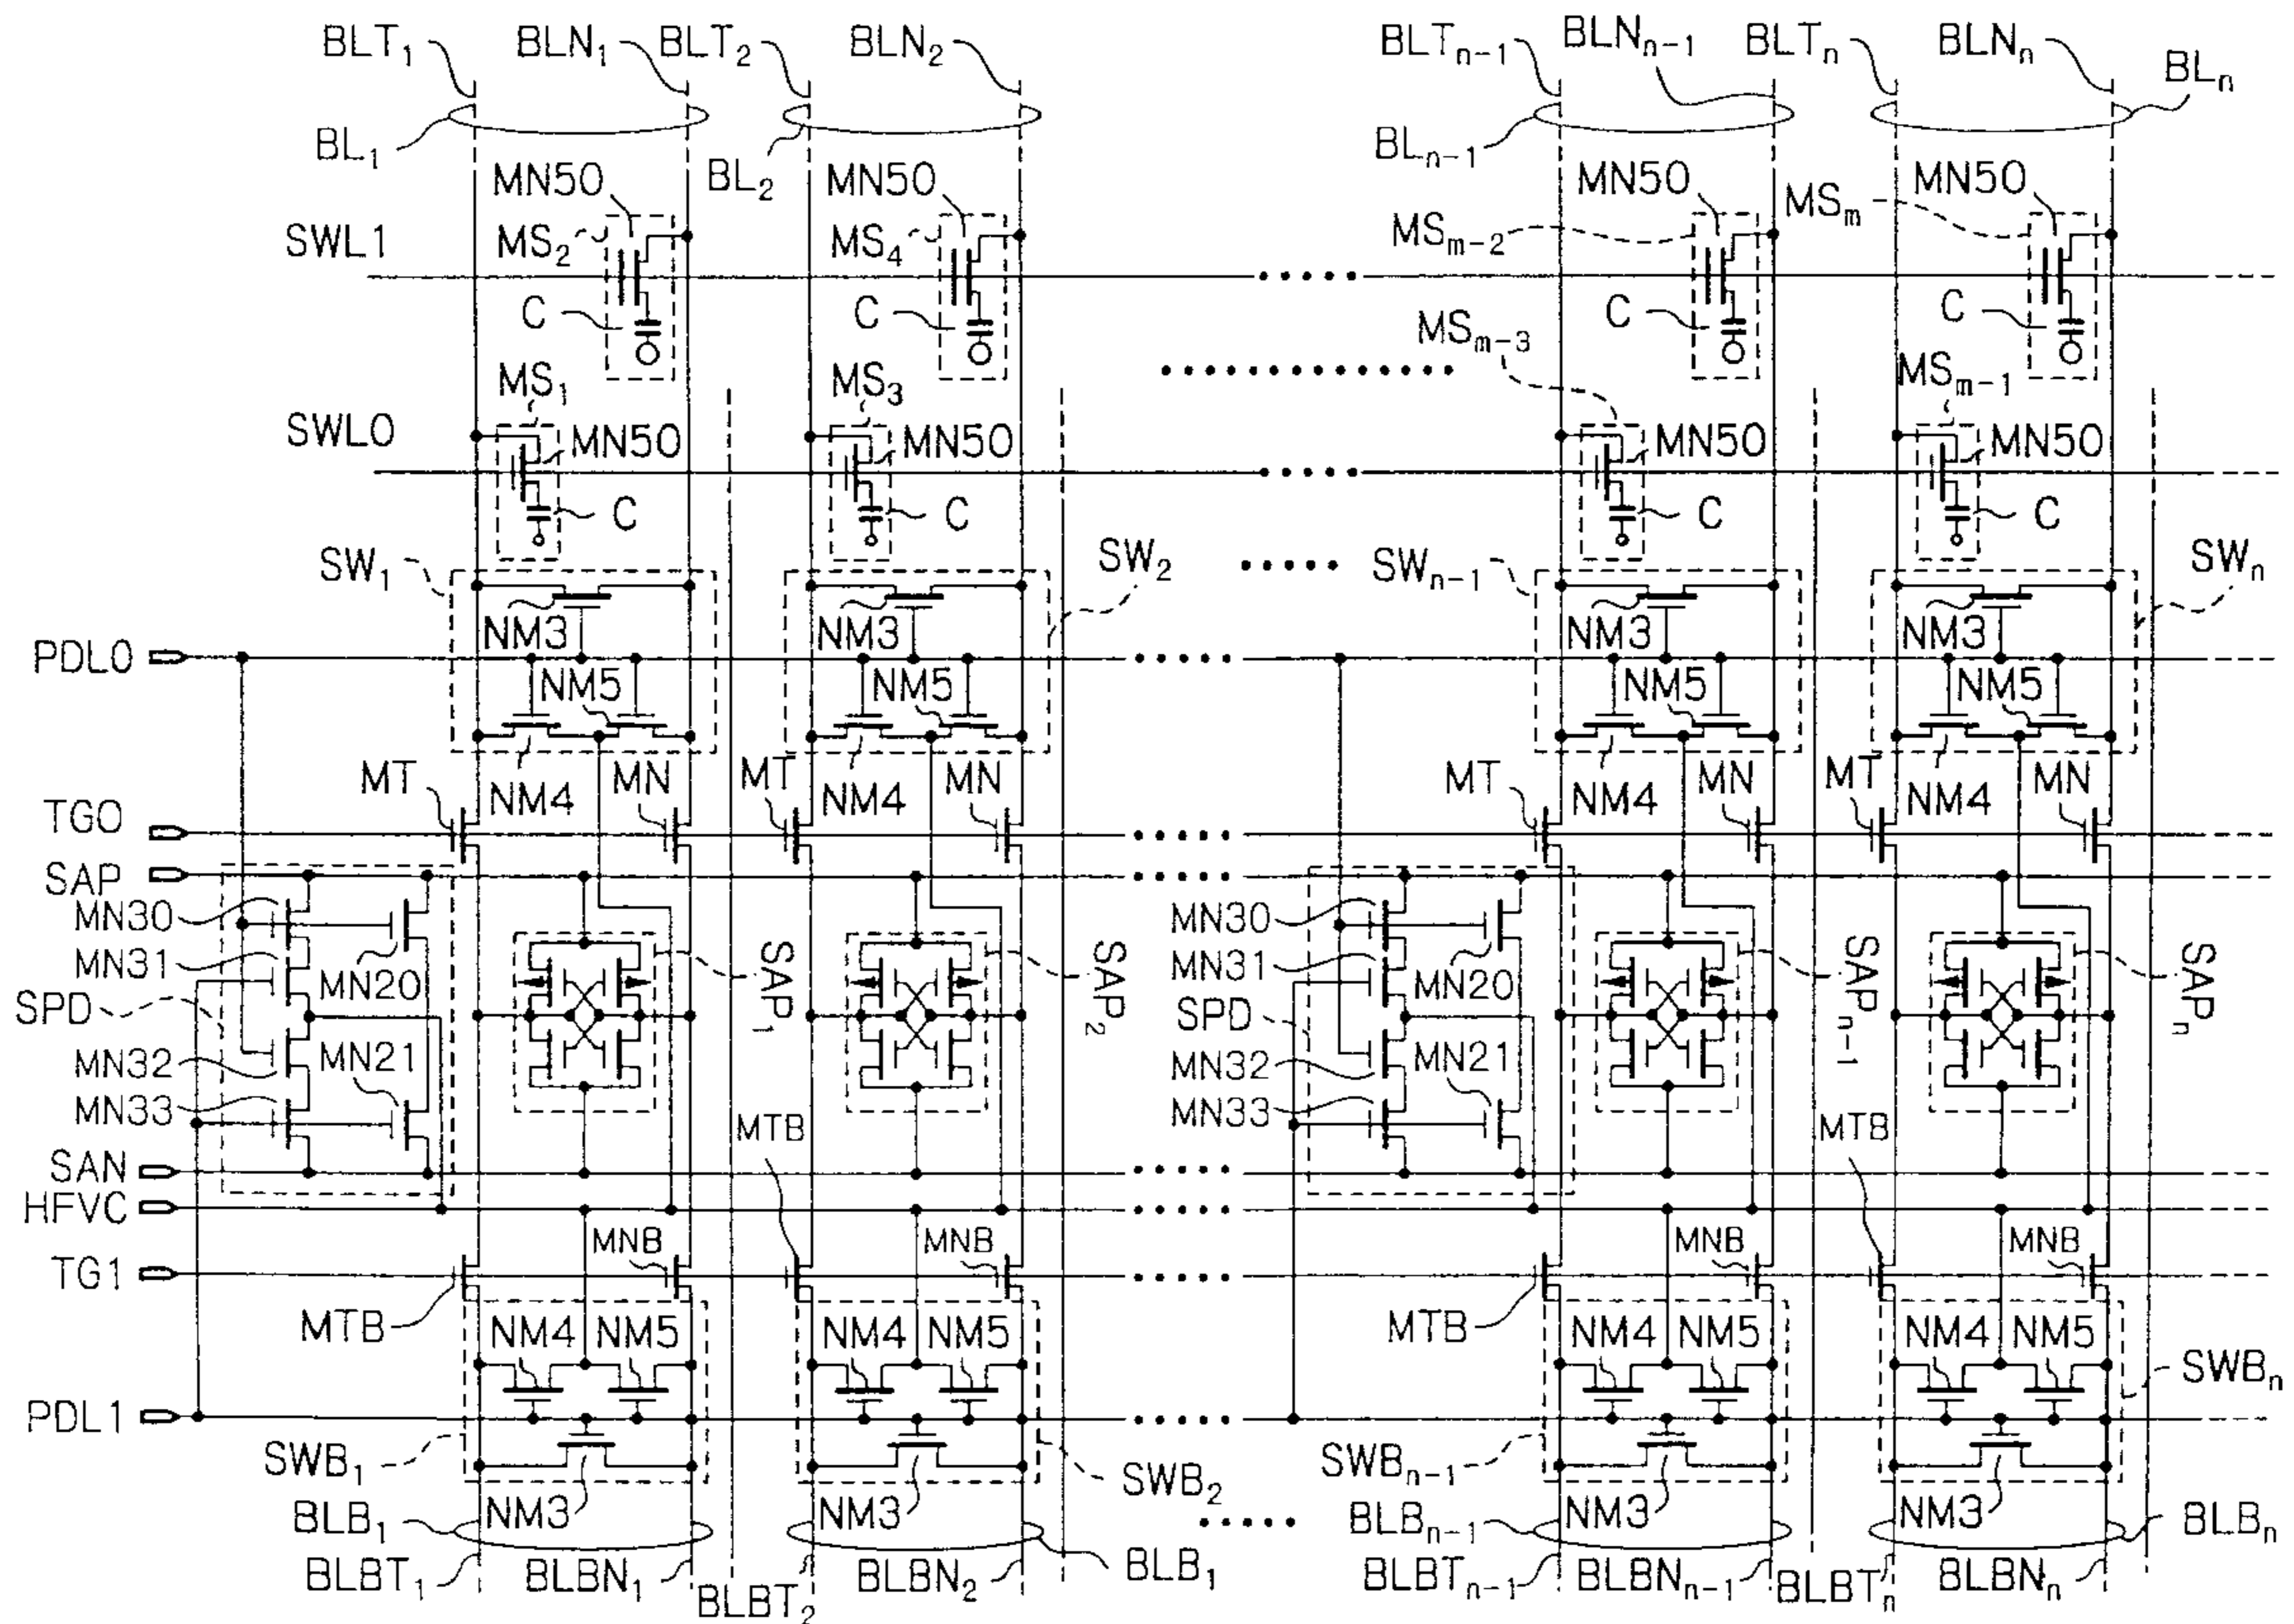 BLT1 BLN1 BLT2 BLN2 BLTn-1 BLNn-1 BLTn BLNn
BL1 BL2 BLn-1 BLn
MN50 MN50 MN50 MN50
SWL1 MS2 MS4 MSm-2 MSm
C C C C
MS1 MS3 MSm-3 MSm-1
SWL0 MN50 MN50 MN50 MN50
C C C C
SW1 SW2 SWn-1 SWn
NM3 NM3 NM3 NM3
PDL0
NM5 NM5 NM5 NM5
MT NM4 MN MT NM4 MN MT NM4 MN MT NM4 MN
TG0
SAP
MN30 MN30
MN31 MN20 MN31 MN20
SPD SAP1 SAP2 SPD SAPn-1 SAPn
MN32 MN21 MN32 MN21
MN33 MN33
MTB MTB
SAN
HFVC
MNB MNB MNB MNB
TG1
MTB MTB
NM4 NM5 NM4 NM5 NM4 NM5 NM4 NM5
PDL1
SWB1 SWB2 SWBn-1 SWBn
NM3 NM3 NM3 NM3
BLB1 BLB1 BLBn-1 BLBn
BLBT1 BLBN1 BLBT2 BLBN2 BLBTn-1 BLBNn-1 BLBTn BLBNn